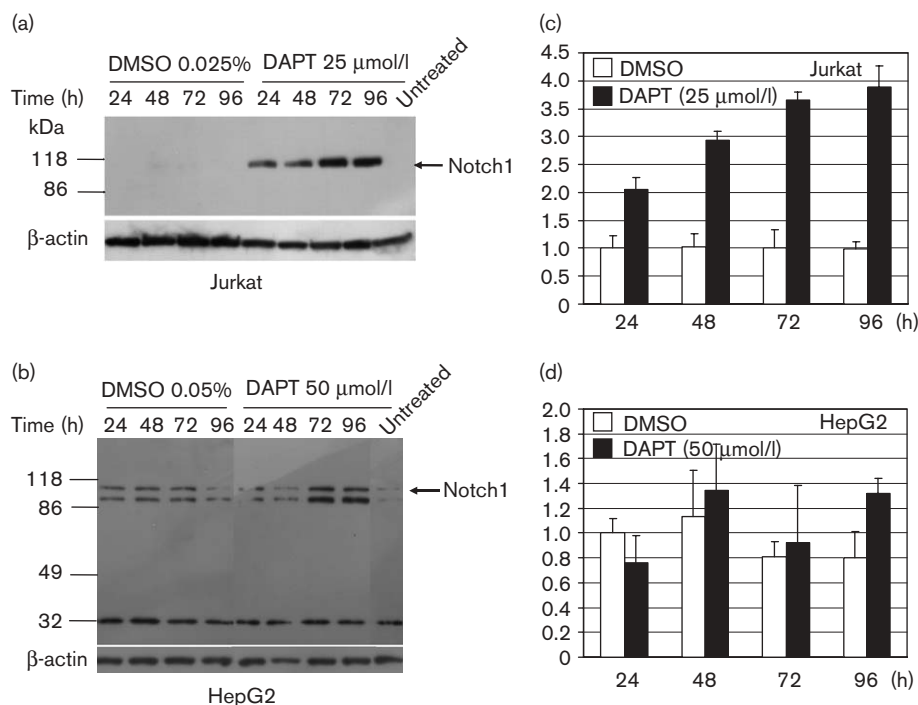 (a)
DMSO 0.025% DAPT 25 μmol/l Untreated
Time (h) 24 48 72 96 24 48 72 96
kDa
118
Notch1
86
β-actin
Jurkat
(b)
DMSO 0.05% DAPT 50 μmol/l Untreated
Time (h) 24 48 72 96 24 48 72 96
118
Notch1
86
49
32
β-actin
HepG2
(c)
4.5
DMSO Jurkat
4.0
DAPT (25 μmol/l)
3.5
3.0
2.5
2.0
1.5
1.0
0.5
0
24 48 72 96 (h)
(d)
2.0
DMSO HepG2
1.8
DAPT (50 μmol/l)
1.6
1.4
1.2
1.0
0.8
0.6
0.4
0.2
0
24 48 72 96 (h)